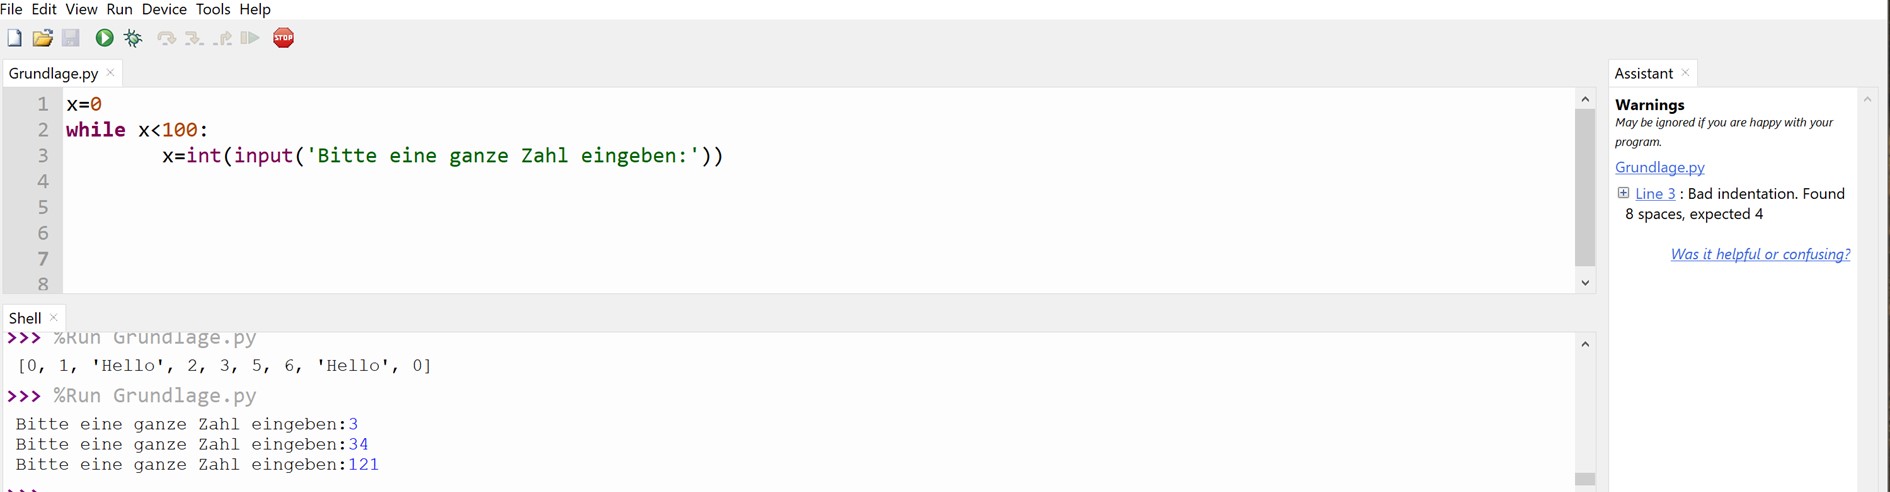 File Edit View Run Device Tools Help
STOP
Grundlage.py ×
1 x=0
2 while x<100:
3         x=int(input('Bitte eine ganze Zahl eingeben:'))
4
5
6
7
8
Shell ×
>>> %Run Grundlage.py
[0, 1, 'Hello', 2, 3, 5, 6, 'Hello', 0]
>>> %Run Grundlage.py
Bitte eine ganze Zahl eingeben:3
Bitte eine ganze Zahl eingeben:34
Bitte eine ganze Zahl eingeben:121
>>>
Assistant ×
Warnings
May be ignored if you are happy with your
program.
Grundlage.py
Line 3 : Bad indentation. Found
8 spaces, expected 4
Was it helpful or confusing?